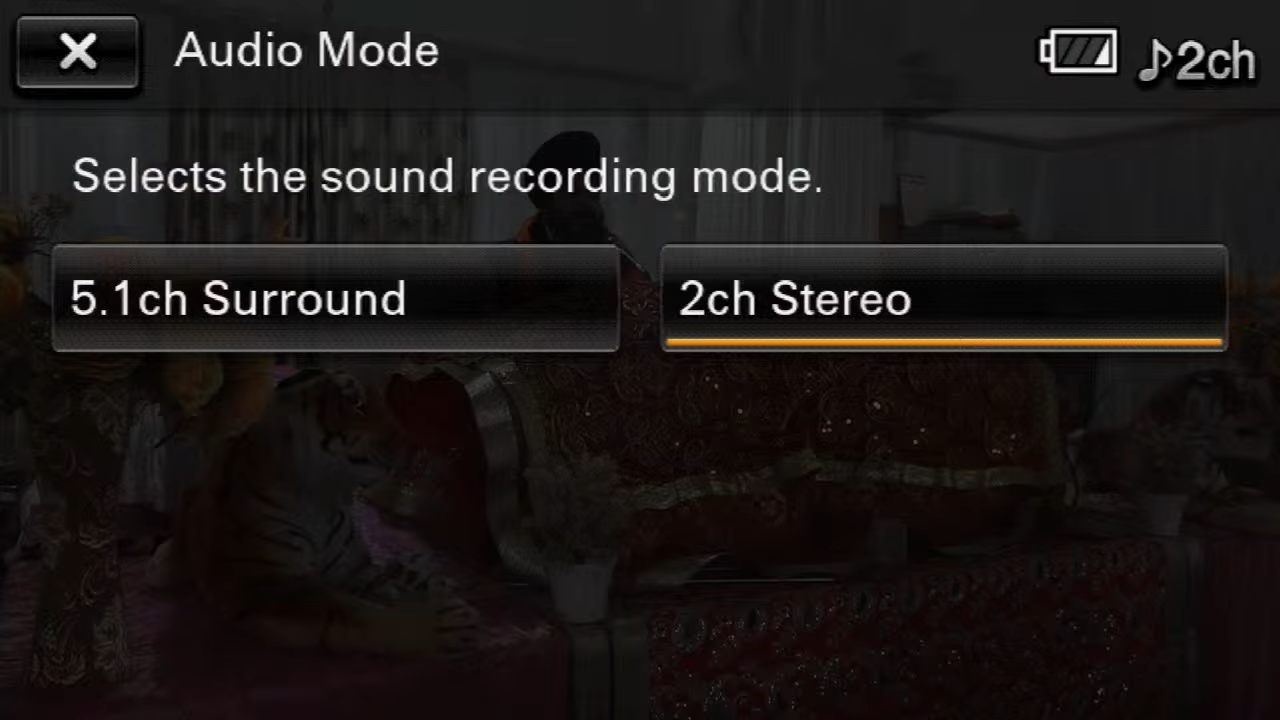 Audio Mode
♪2ch
Selects the sound recording mode.
5.1ch Surround
2ch Stereo